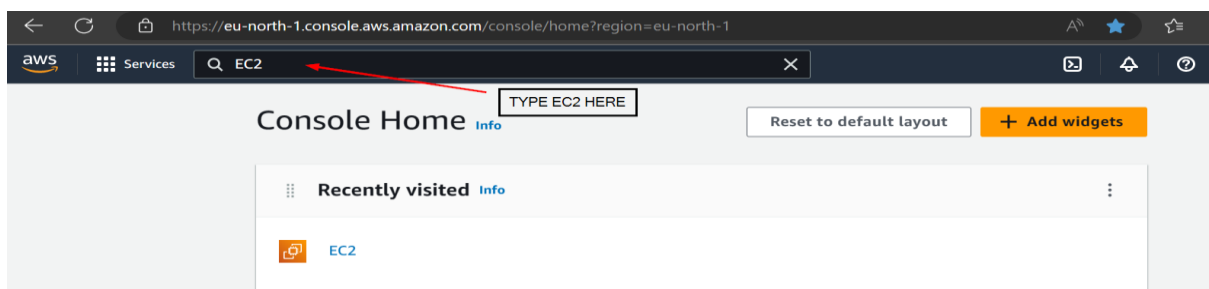 https://eu-north-1.console.aws.amazon.com/console/home?region=eu-north-1
aws Services EC2
TYPE EC2 HERE
Console Home Info Reset to default layout + Add widgets
Recently visited Info
EC2